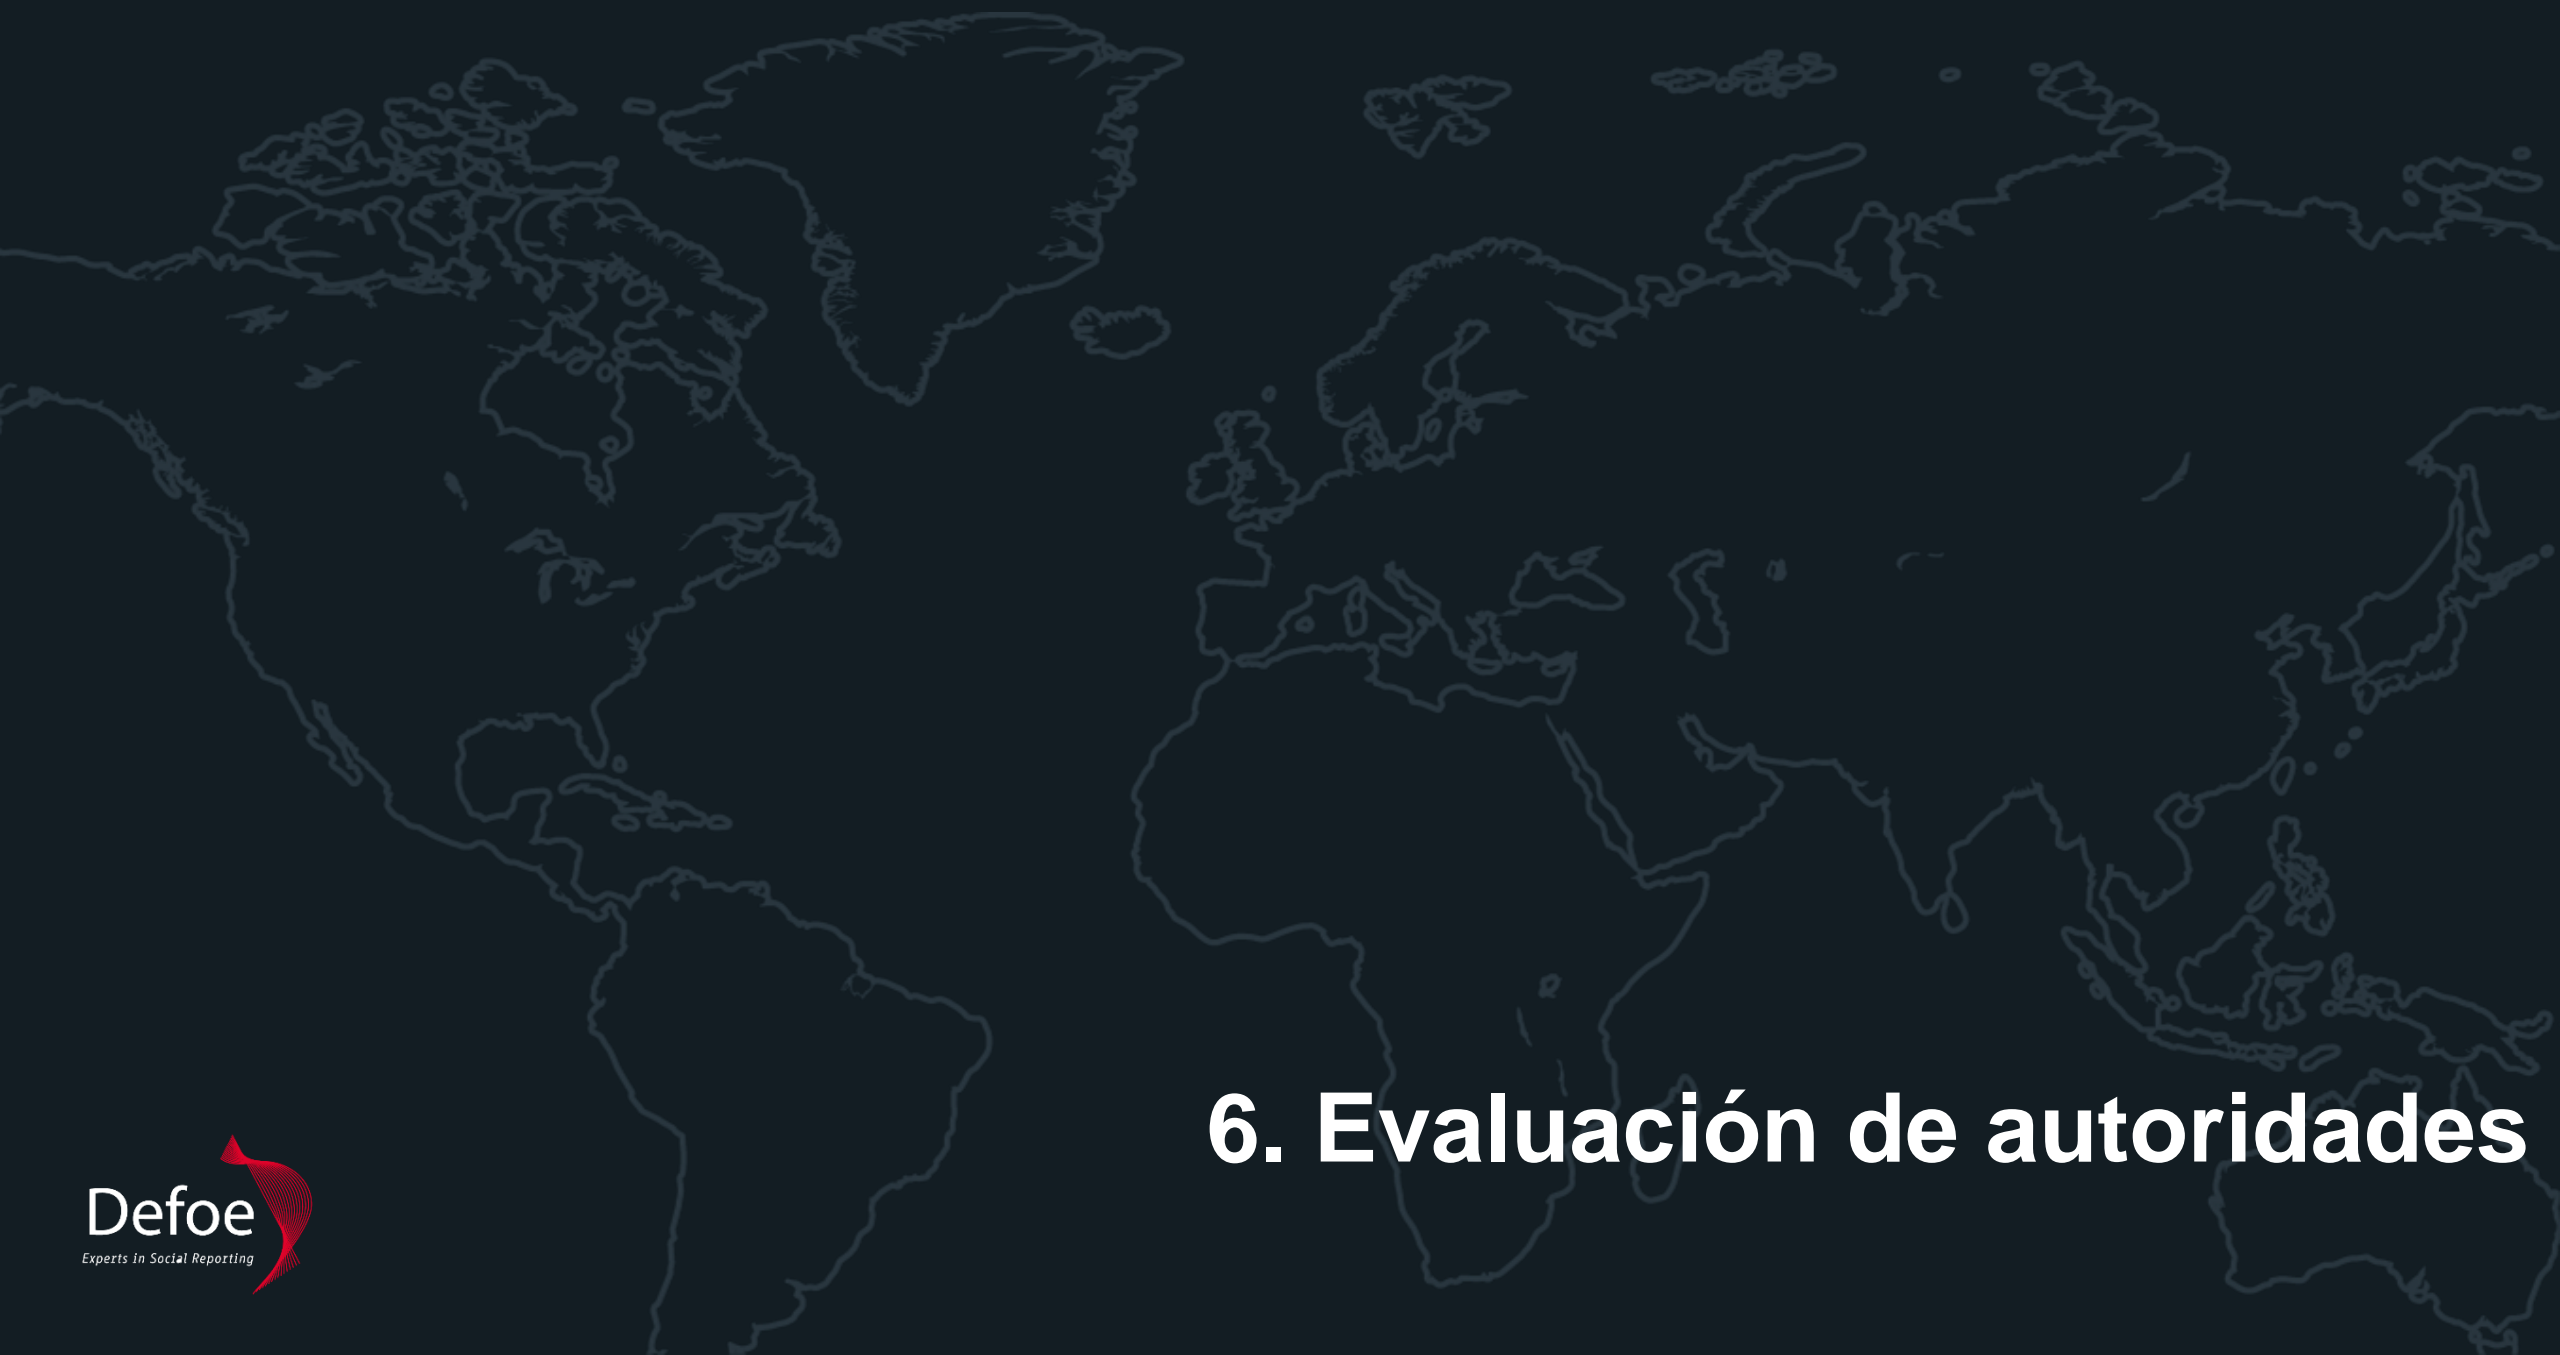 6. Evaluación de autoridades
Defoe
Experts in Social Reporting